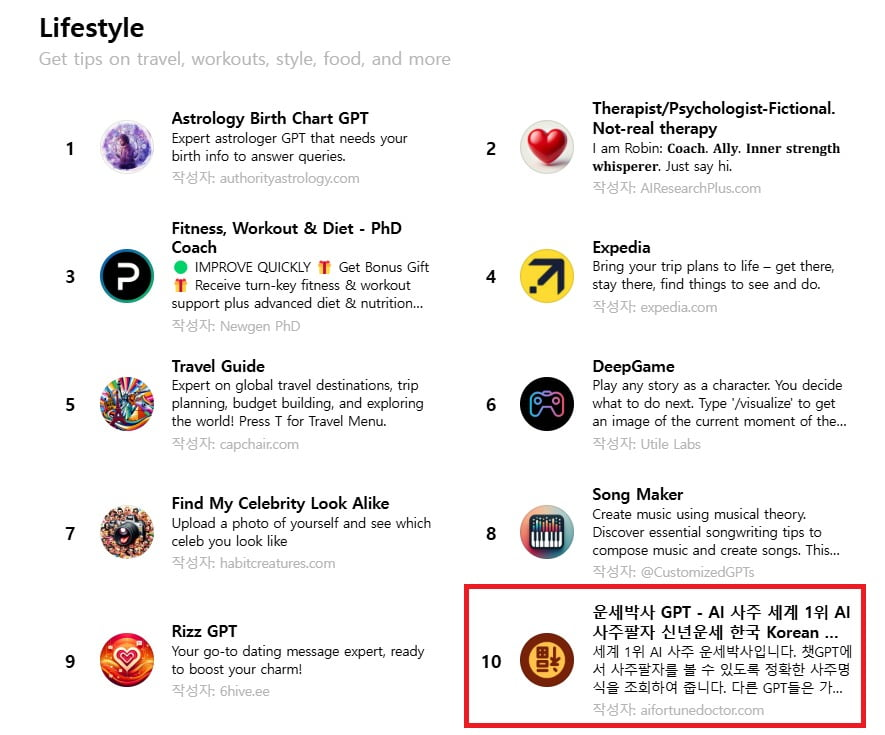 Lifestyle
Get tips on travel, workouts, style, food, and more
1
Astrology Birth Chart GPT
Expert astrologer GPT that needs your
birth info to answer queries.
작성자: authorityastrology.com
2
Therapist/Psychologist-Fictional.
Not-real therapy
I am Robin: Coach. Ally. Inner strength
whisperer. Just say hi.
작성자: AIResearchPlus.com
3
Fitness, Workout & Diet - PhD
Coach
🟢 IMPROVE QUICKLY 🎁 Get Bonus Gift
🎁 Receive turn-key fitness & workout
support plus advanced diet & nutrition...
작성자: Newgen PhD
4
Expedia
Bring your trip plans to life – get there,
stay there, find things to see and do.
작성자: expedia.com
5
Travel Guide
Expert on global travel destinations, trip
planning, budget building, and exploring
the world! Press T for Travel Menu.
작성자: capchair.com
6
DeepGame
Play any story as a character. You decide
what to do next. Type '/visualize' to get
an image of the current moment of the...
작성자: Utile Labs
7
Find My Celebrity Look Alike
Upload a photo of yourself and see which
celeb you look like
작성자: habitcreatures.com
8
Song Maker
Create music using musical theory.
Discover essential songwriting tips to
compose music and create songs. This...
작성자: @CustomizedGPTs
9
Rizz GPT
Your go-to dating message expert, ready
to boost your charm!
작성자: 6hive.ee
10
福
운세박사 GPT - AI 사주 세계 1위 AI
사주팔자 신년운세 한국 Korean ...
세계 1위 AI 사주 운세박사입니다. 챗GPT에
서 사주팔자를 볼 수 있도록 정확한 사주명
식을 조회하여 줍니다. 다른 GPT들은 가...
작성자: aifortunedoctor.com